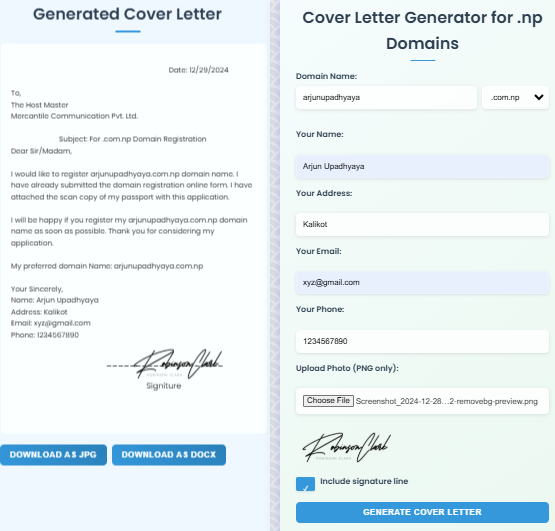 Generated Cover Letter
Date: 12/29/2024
To,
The Host Master
Mercantile Communication Pvt. Ltd.
Subject: For .com.np Domain Registration
Dear Sir/Madam,
I would like to register arjunupadhyaya.com.np domain name. I
have already submitted the domain registration online form. I have
attached the scan copy of my passport with this application.
I will be happy if you register my arjunupadhyaya.com.np domain
name as soon as possible. Thank you for considering my
application.
My preferred domain Name: arjunupadhyaya.com.np
Your Sincerely,
Name: Arjun Upadhyaya
Address: Kalikot
Email: xyz@gmail.com
Phone: 1234567890
Robinson Clark
Signiture
DOWNLOAD AS JPG
DOWNLOAD AS DOCX
Cover Letter Generator for .np
Domains
Domain Name:
arjunupadhyaya
.com.np
Your Name:
Arjun Upadhyaya
Your Address:
Kalikot
Your Email:
xyz@gmail.com
Your Phone:
1234567890
Upload Photo (PNG only):
Choose File Screenshot_2024-12-28...2-removebg-preview.png
Robinson Clark
Include signature line
GENERATE COVER LETTER